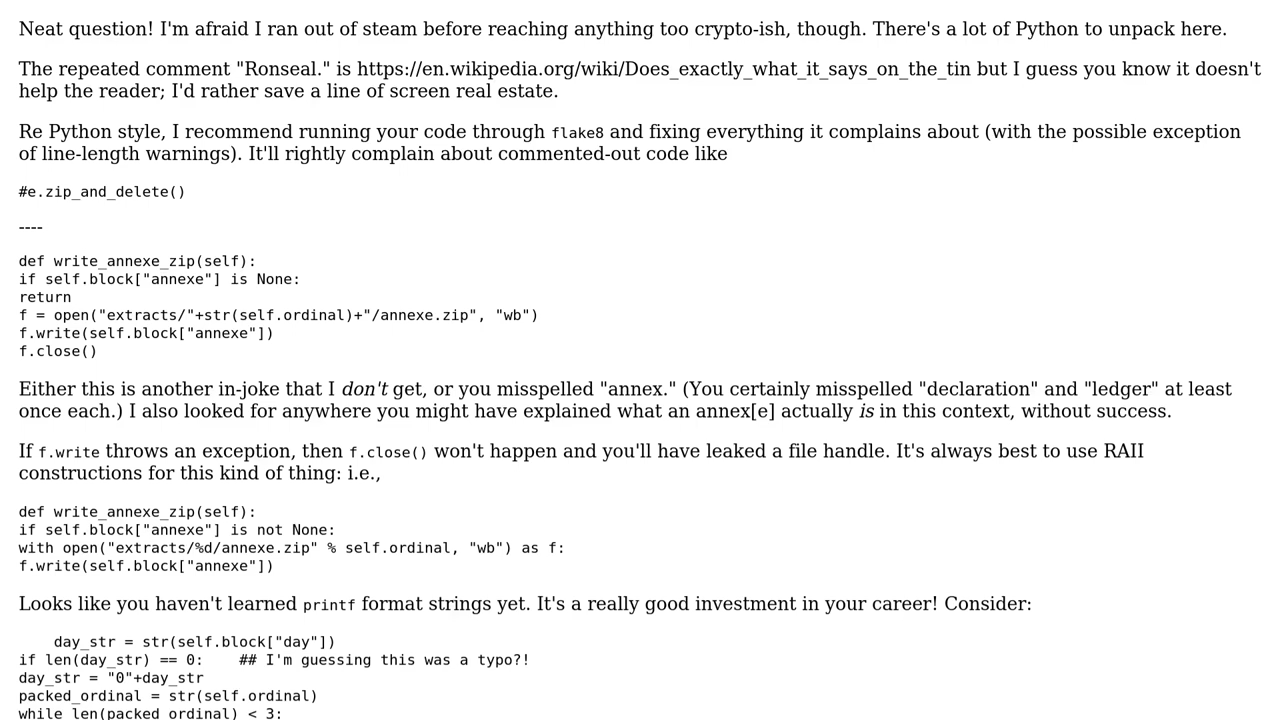 Neat question! I'm afraid I ran out of steam before reaching anything too crypto-ish, though. There's a lot of Python to unpack here.
The repeated comment "Ronseal." is https://en.wikipedia.org/wiki/Does_exactly_what_it_says_on_the_tin but I guess you know it doesn't
help the reader; I'd rather save a line of screen real estate.
Re Python style, I recommend running your code through flake8 and fixing everything it complains about (with the possible exception
of line-length warnings). It'll rightly complain about commented-out code like
#e.zip_and_delete()
----
def write_annexe_zip(self):
if self.block["annexe"] is None:
return
f = open("extracts/"+str(self.ordinal)+"/annexe.zip", "wb")
f.write(self.block["annexe"])
f.close()
Either this is another in-joke that I don't get, or you misspelled "annex." (You certainly misspelled "declaration" and "ledger" at least
once each.) I also looked for anywhere you might have explained what an annex[e] actually is in this context, without success.
If f.write throws an exception, then f.close() won't happen and you'll have leaked a file handle. It's always best to use RAII
constructions for this kind of thing: i.e.,
def write_annexe_zip(self):
if self.block["annexe"] is not None:
with open("extracts/%d/annexe.zip" % self.ordinal, "wb") as f:
f.write(self.block["annexe"])
Looks like you haven't learned printf format strings yet. It's a really good investment in your career! Consider:
    day_str = str(self.block["day"])
if len(day_str) == 0:    ## I'm guessing this was a typo?!
day_str = "0"+day_str
packed_ordinal = str(self.ordinal)
while len(packed_ordinal) < 3: